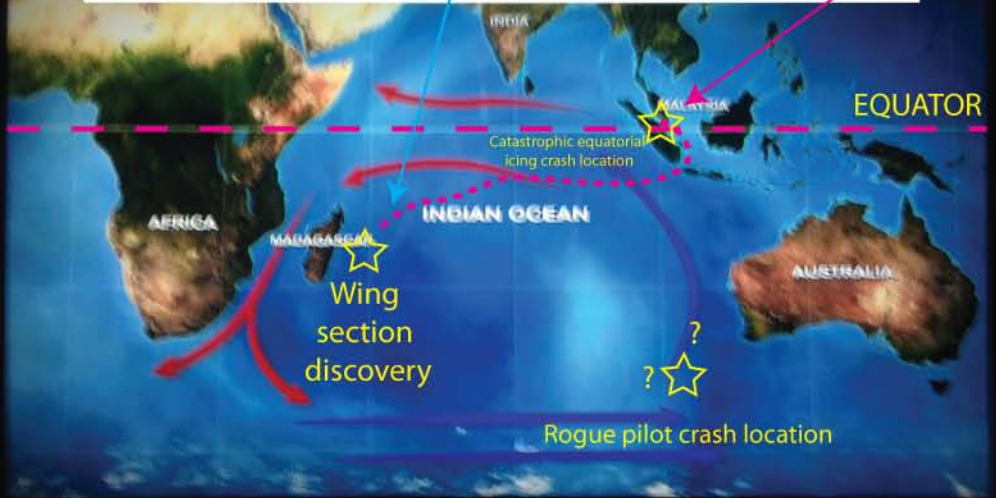 INDIA
MALAYSIA
EQUATOR
Catastrophic equatorial
icing crash location
INDIAN OCEAN
AFRICA
MADAGASCAR
AUSTRALIA
Wing
section
discovery
?
?
Rogue pilot crash location